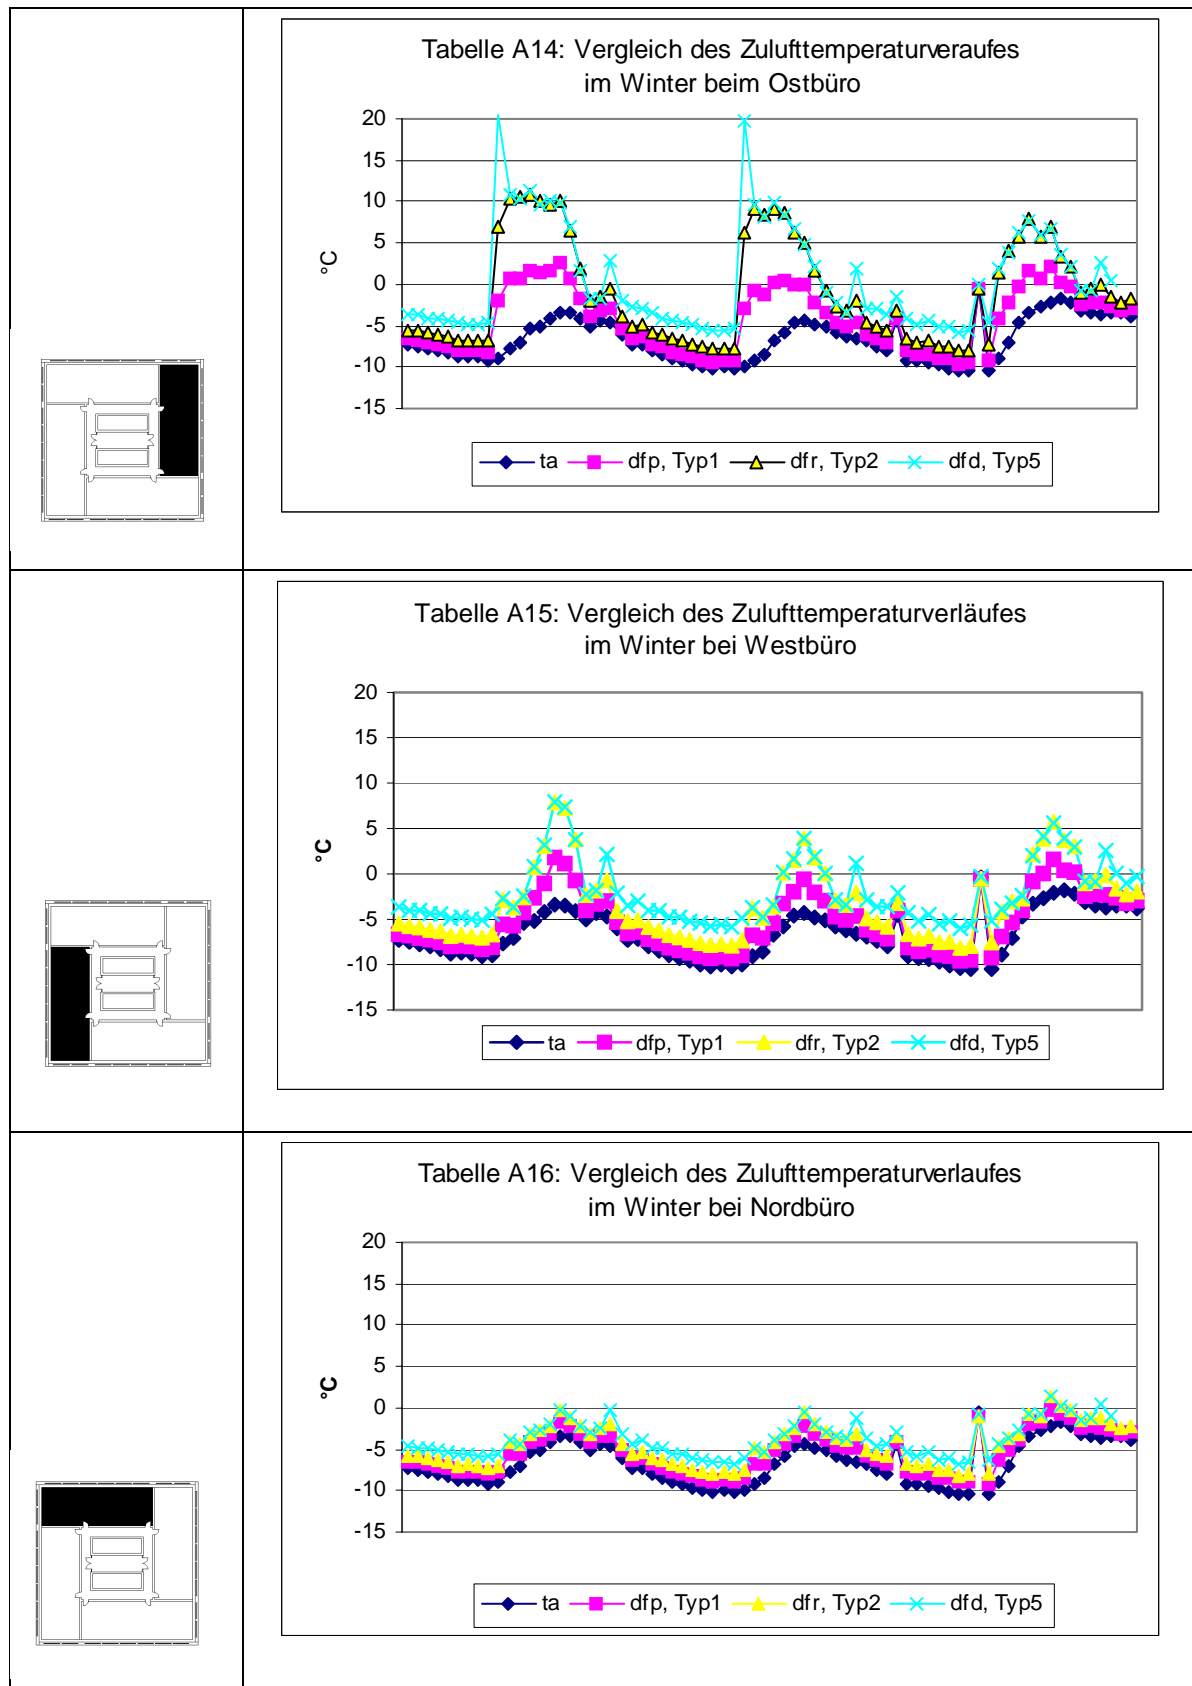 Tabelle A14: Vergleich des Zulufttemperaturveraufes
im Winter beim Ostbüro
20
15
10
5
0
-5
-10
-15
°C
ta
dfp, Typ1
dfr, Typ2
dfd, Typ5
Tabelle A15: Vergleich des Zulufttemperaturverläufes
im Winter bei Westbüro
20
15
10
5
0
-5
-10
-15
°C
ta
dfp, Typ1
dfr, Typ2
dfd, Typ5
Tabelle A16: Vergleich des Zulufttemperaturverlaufes
im Winter bei Nordbüro
20
15
10
5
0
-5
-10
-15
°C
ta
dfp, Typ1
dfr, Typ2
dfd, Typ5